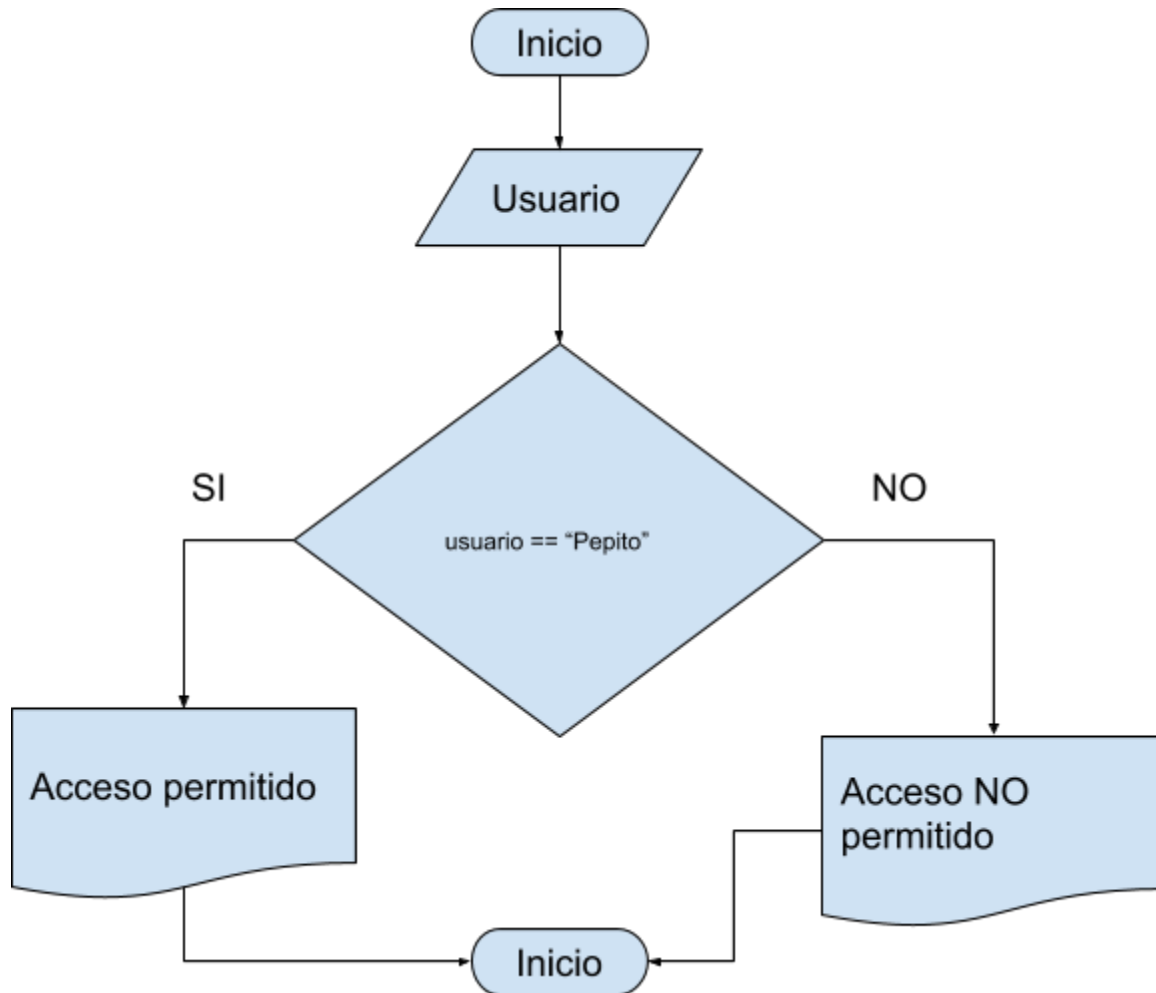 Inicio
Usuario
SI
NO
usuario == “Pepito”
Acceso permitido
Acceso NO
permitido
Inicio